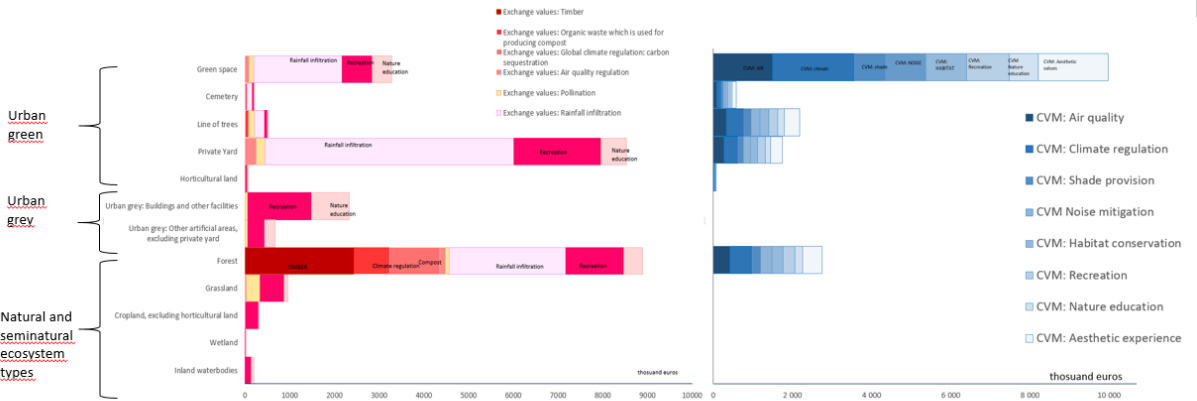 Exchange values: Timber
Exchange values: Organic waste which is used for
producing compost
Exchange values: Global climate regulation: carbon
sequestration
Exchange values: Air quality regulation
Exchange values: Pollination
Exchange values: Rainfall infiltration
Urban
green
Urban
grey
Natural and
seminatural
ecosystem
types
Green space
Cemetery
Line of trees
Private Yard
Horticultural land
Urban grey: Buildings and other facilities
Urban grey: Other artificial areas,
excluding private yard
Forest
Grassland
Cropland, excluding horticultural land
Wetland
Inland waterbodies
Rainfall infiltration
Recreation
Nature
education
Rainfall infiltration
Recreation
Nature
education
Recreation
Nature
education
Climate regulation
Compost
Rainfall infiltration
Recreation
thousand euros
0 1000 2000 3000 4000 5000 6000 7000 8000 9000 10000
CVM: AIR
CVM: climate
CVM: shade
CVM: NOISE
CVM:
HABITAT
CVM:
Recreation
CVM
Nature
education
CVM: Aesthetic
values
CVM: Air quality
CVM: Climate regulation
CVM: Shade provision
CVM Noise mitigation
CVM: Habitat conservation
CVM: Recreation
CVM: Nature education
CVM: Aesthetic experience
thosuand euros
0 2 000 4 000 6 000 8 000 10 000